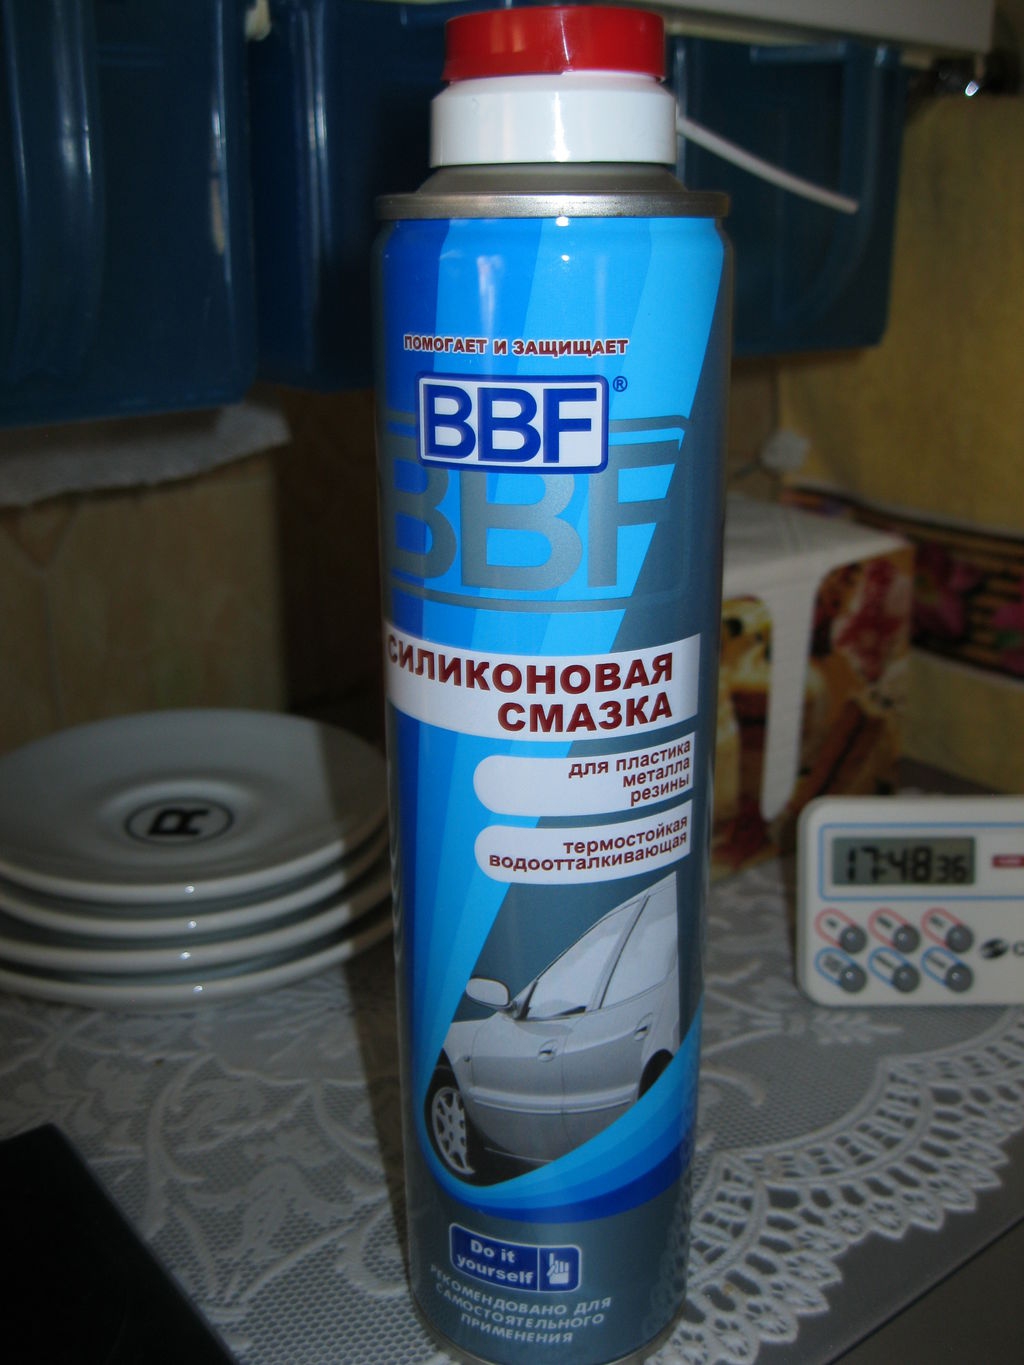 ПОМОГАЕТ И ЗАЩИЩАЕТ
BBF®
BBF
СИЛИКОНОВАЯ
СМАЗКА
для пластика
металла
резины
термостойкая
водоотталкивающая
Do it
yourself
РЕКОМЕНДОВАНО ДЛЯ
САМОСТОЯТЕЛЬНОГО
ПРИМЕНЕНИЯ
R
17:48 36